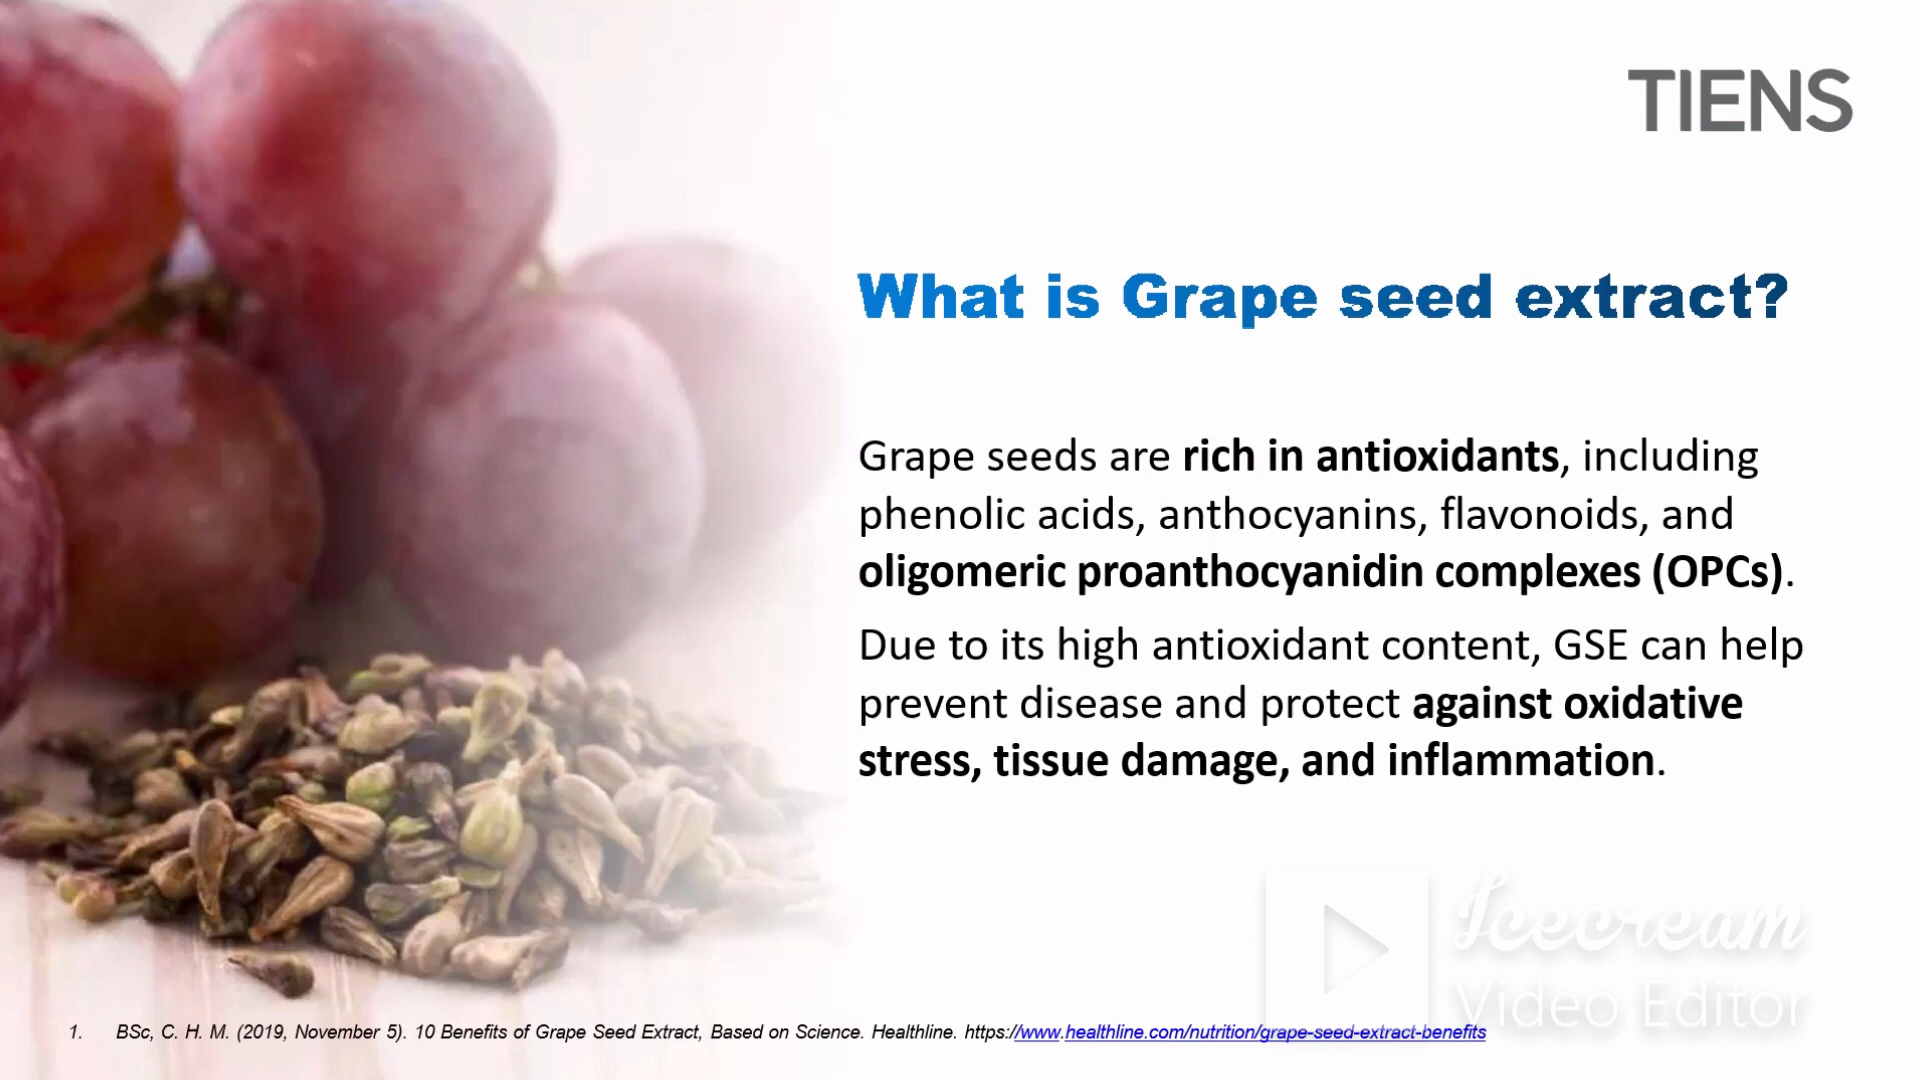 TIENS
What is Grape seed extract?
Grape seeds are rich in antioxidants, including
phenolic acids, anthocyanins, flavonoids, and
oligomeric proanthocyanidin complexes (OPCs).
Due to its high antioxidant content, GSE can help
prevent disease and protect against oxidative
stress, tissue damage, and inflammation.
Icecream
Video Editor
1. BSc, C. H. M. (2019, November 5). 10 Benefits of Grape Seed Extract, Based on Science. Healthline. https://www.healthline.com/nutrition/grape-seed-extract-benefits